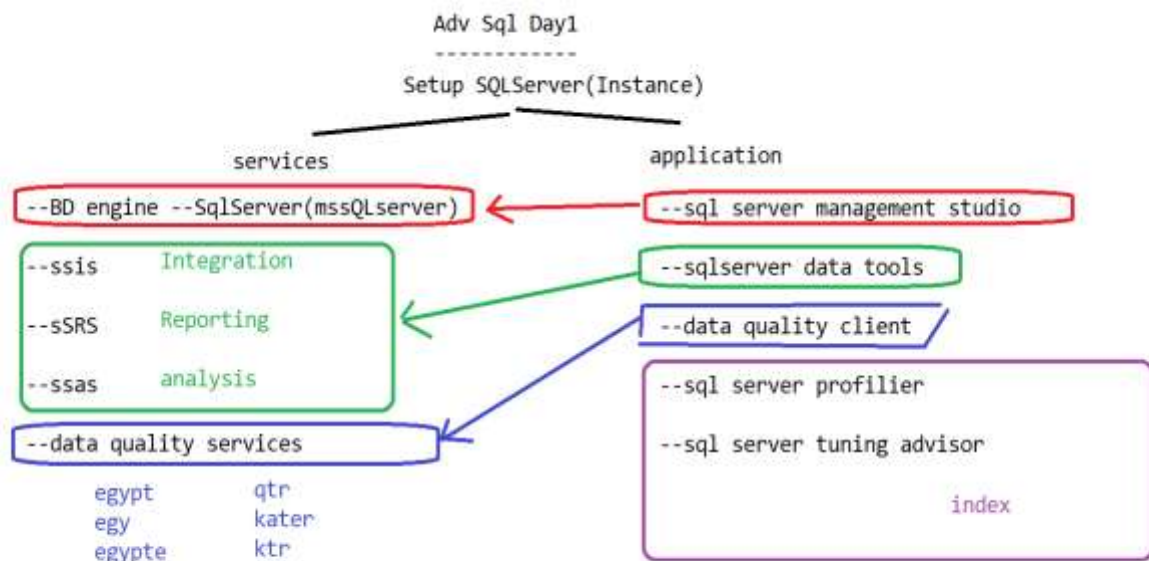 Adv Sql Day1
------------
Setup SQLServer(Instance)
services
application
--BD engine --SqlServer(mssQLserver)
--sql server management studio
--ssis Integration
--sqlserver data tools
--sSRS Reporting
--data quality client
--ssas analysis
--sql server profilier
--data quality services
--sql server tuning advisor
egypt qtr
index
egy kater
egypte ktr